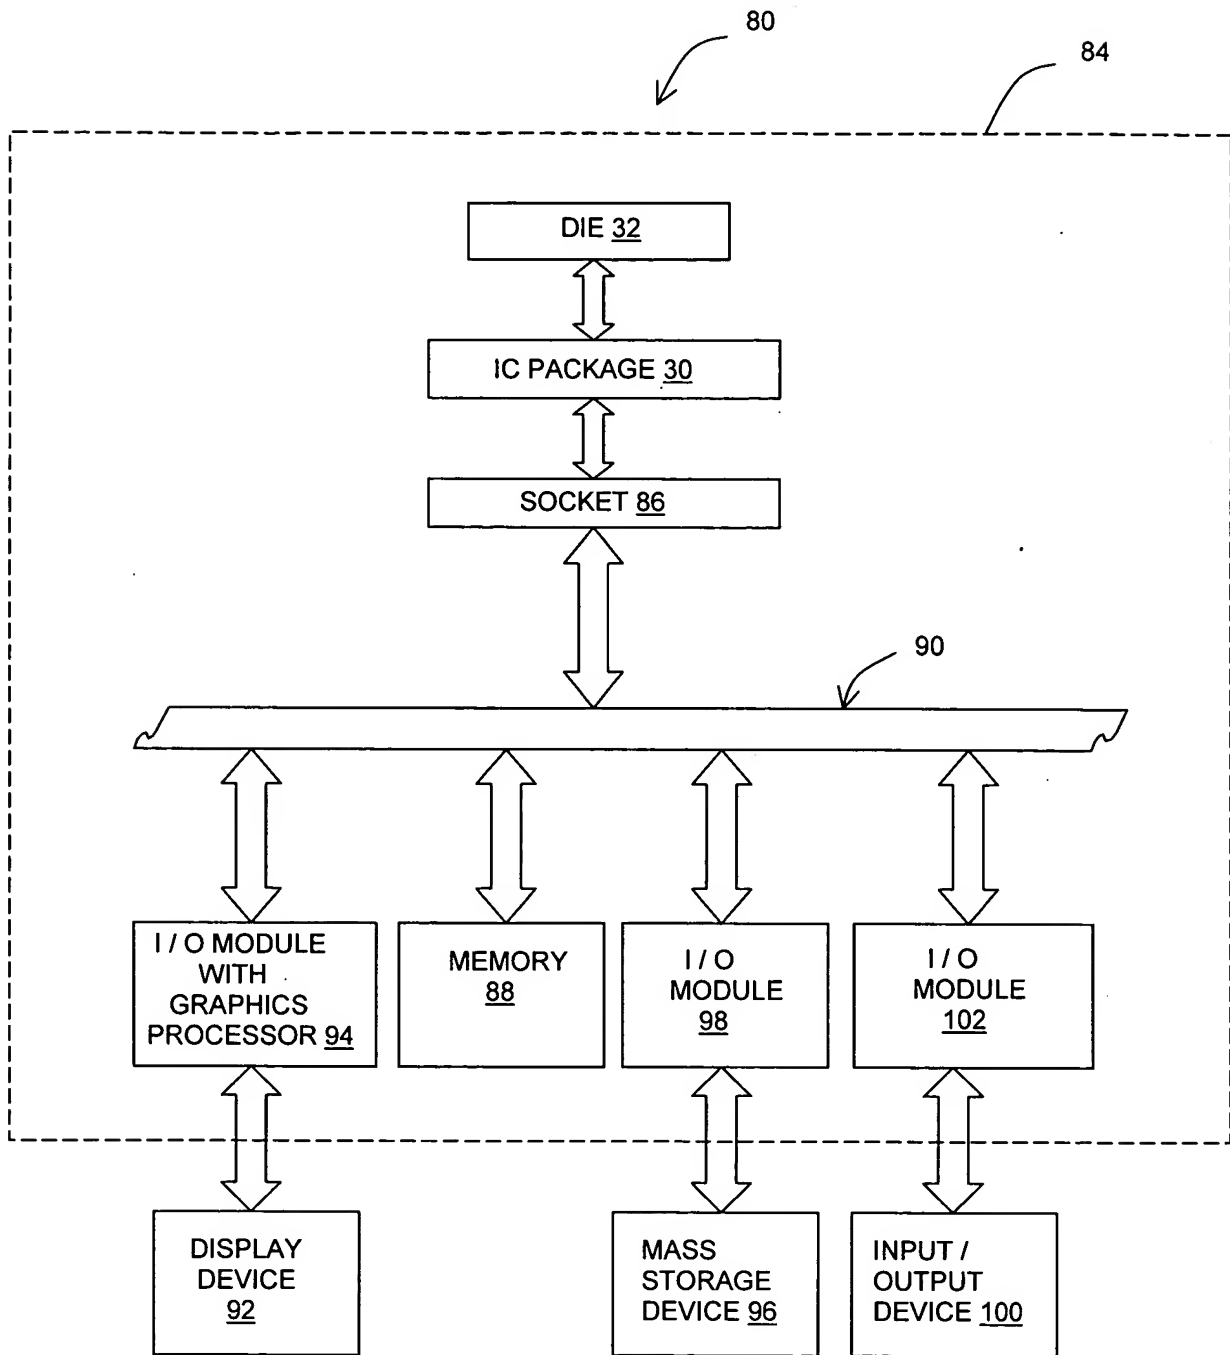 80
84
DIE 32
IC PACKAGE 30
SOCKET 86
90
I / O MODULE
WITH
GRAPHICS
PROCESSOR 94
MEMORY
88
I / O
MODULE
98
I / O
MODULE
102
DISPLAY
DEVICE
92
MASS
STORAGE
DEVICE 96
INPUT /
OUTPUT
DEVICE 100